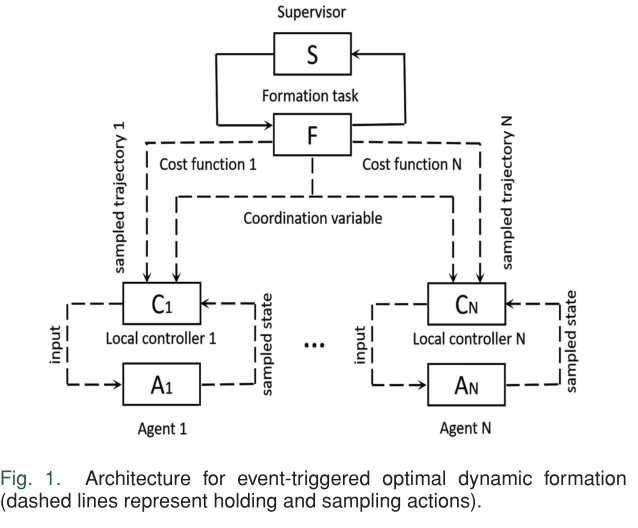 Supervisor
S
Formation task
F
Cost function 1
Cost function N
sampled trajectory 1
sampled trajectory N
Coordination variable
C1
CN
Local controller 1
Local controller N
input
sampled state
...
input
sampled state
A1
AN
Agent 1
Agent N
Fig. 1. Architecture for event-triggered optimal dynamic formation
(dashed lines represent holding and sampling actions).